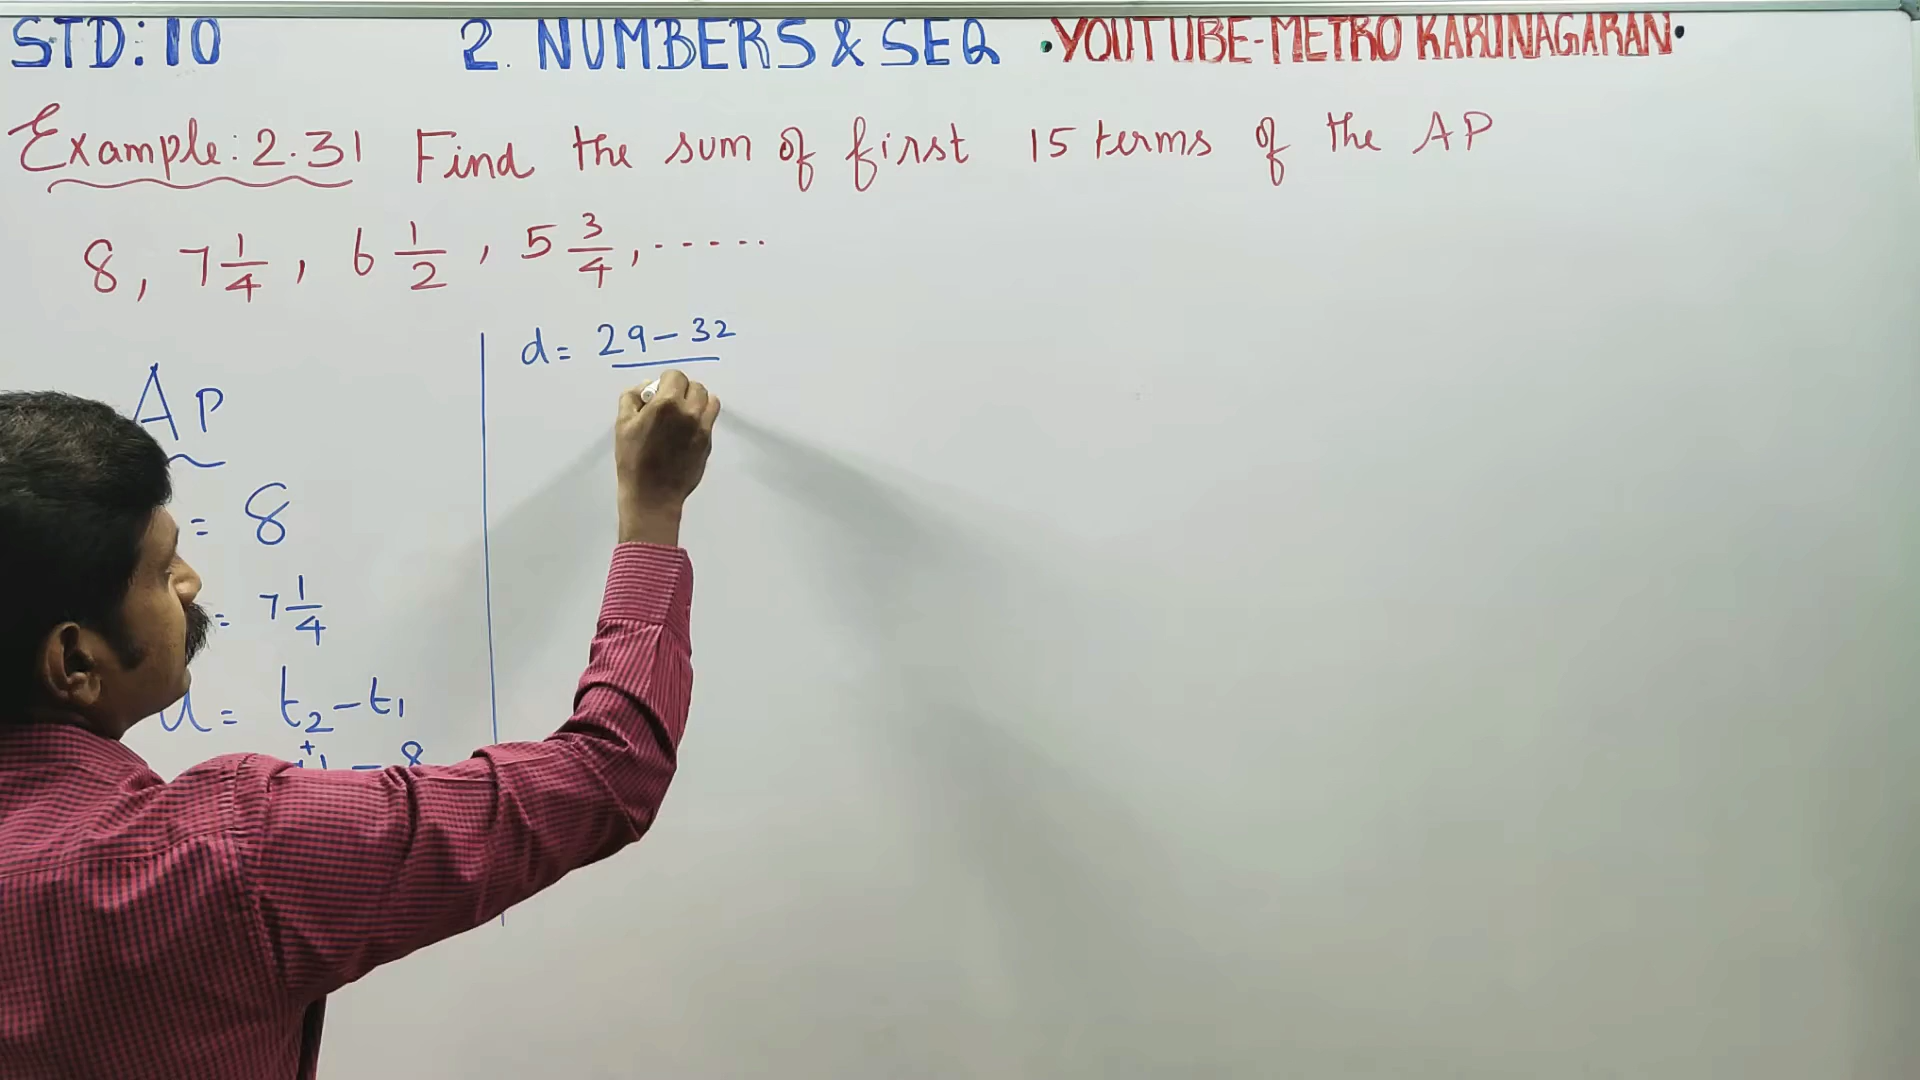 STD: 10 2. NUMBERS & SEQ •YOUTUBE-METRO KARUNAGARAN•
Example: 2.31 Find the sum of first 15 terms of the AP
8, 7 1/4, 6 1/2, 5 3/4, .....
AP
= 8
= 7 1/4
d = t₂ - t₁
- 8
d = 29 - 32